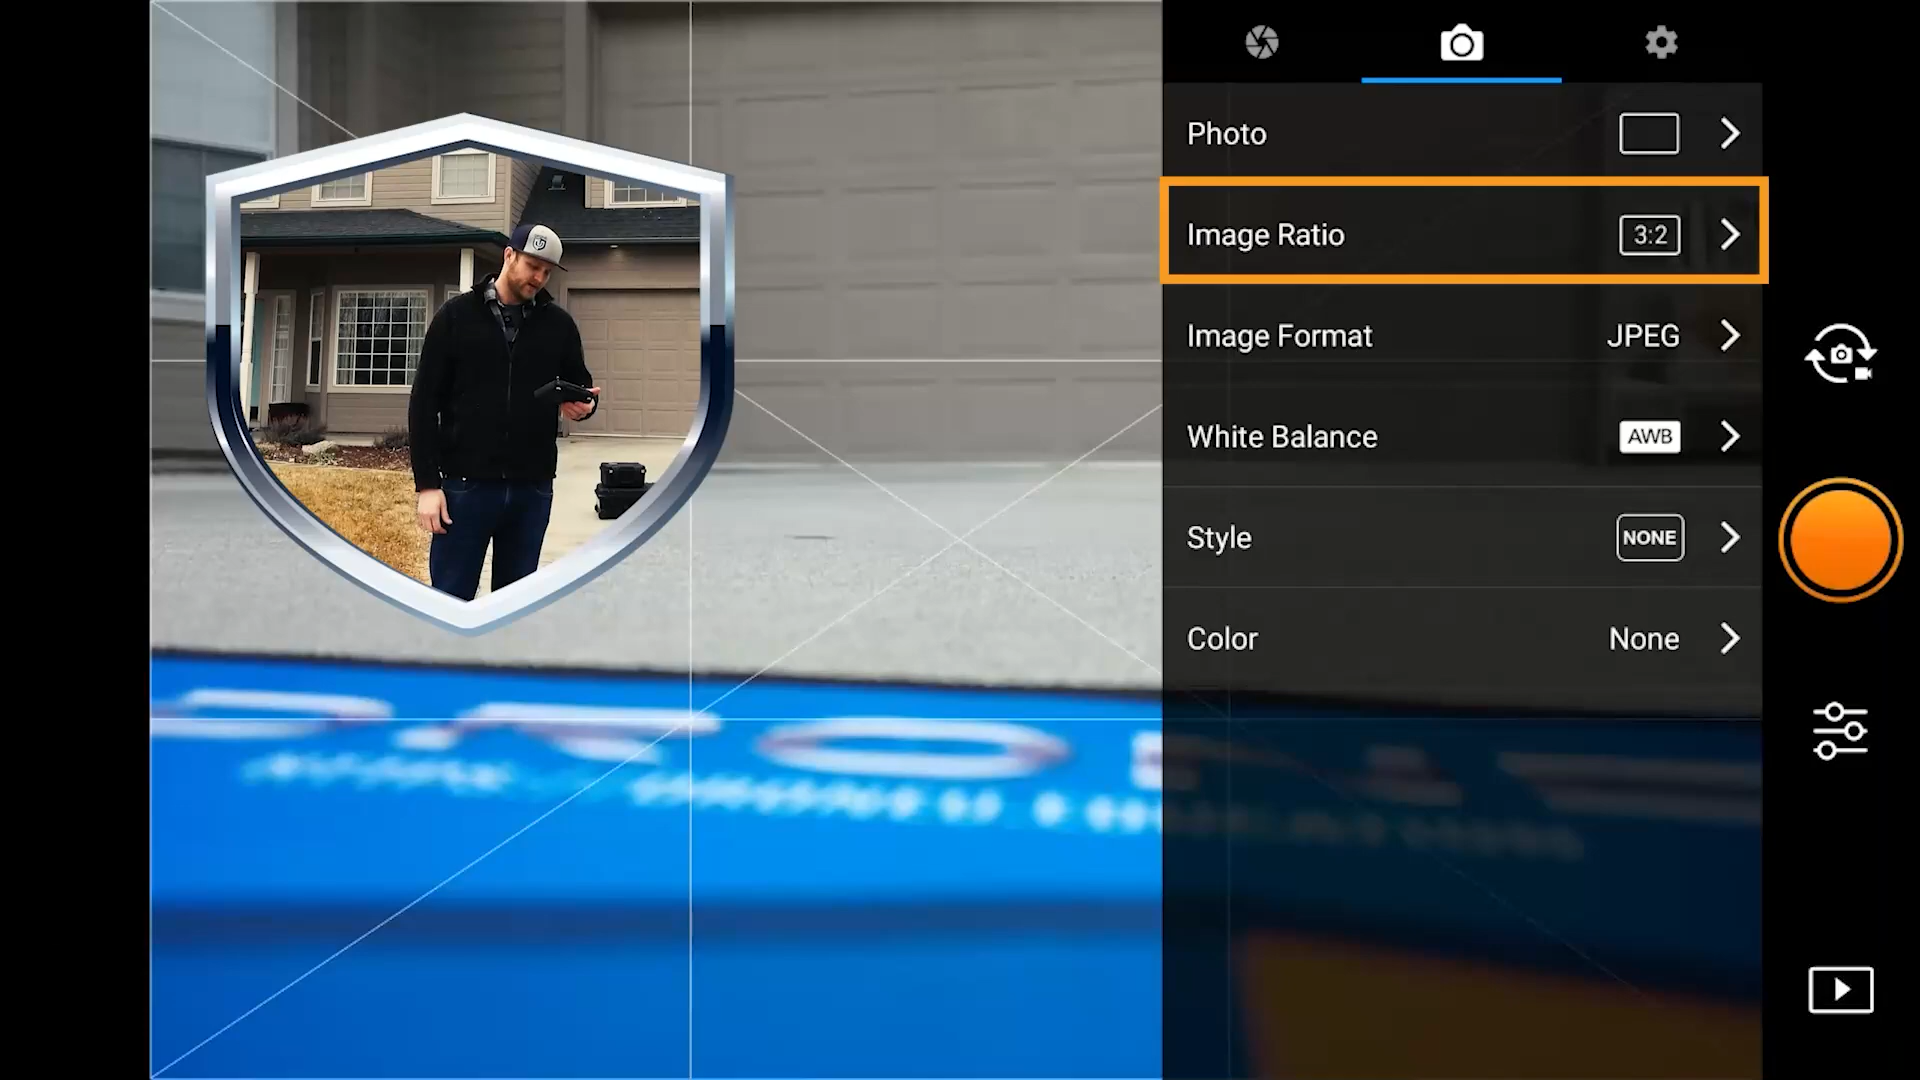 Photo
Image Ratio 3:2
Image Format JPEG
White Balance AWB
Style NONE
Color None